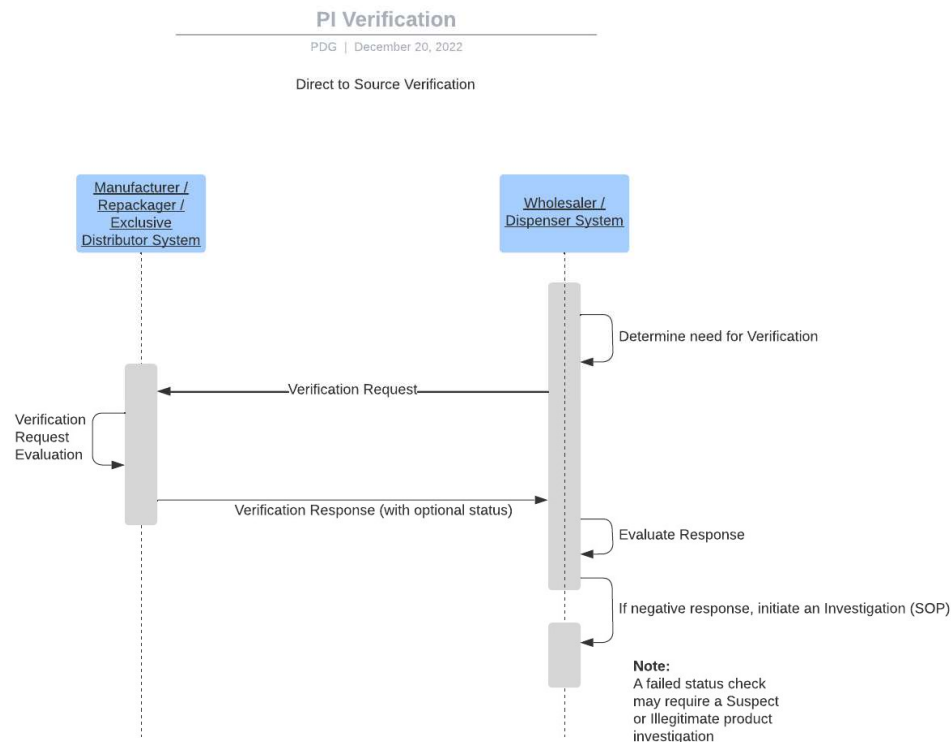 PI Verification
PDG | December 20, 2022
Direct to Source Verification
Manufacturer /
Repackager /
Exclusive
Distributor System
Wholesaler /
Dispenser System
Determine need for Verification
Verification Request
Verification
Request
Evaluation
Verification Response (with optional status)
Evaluate Response
If negative response, initiate an Investigation (SOP)
Note:
A failed status check
may require a Suspect
or Illegitimate product
investigation